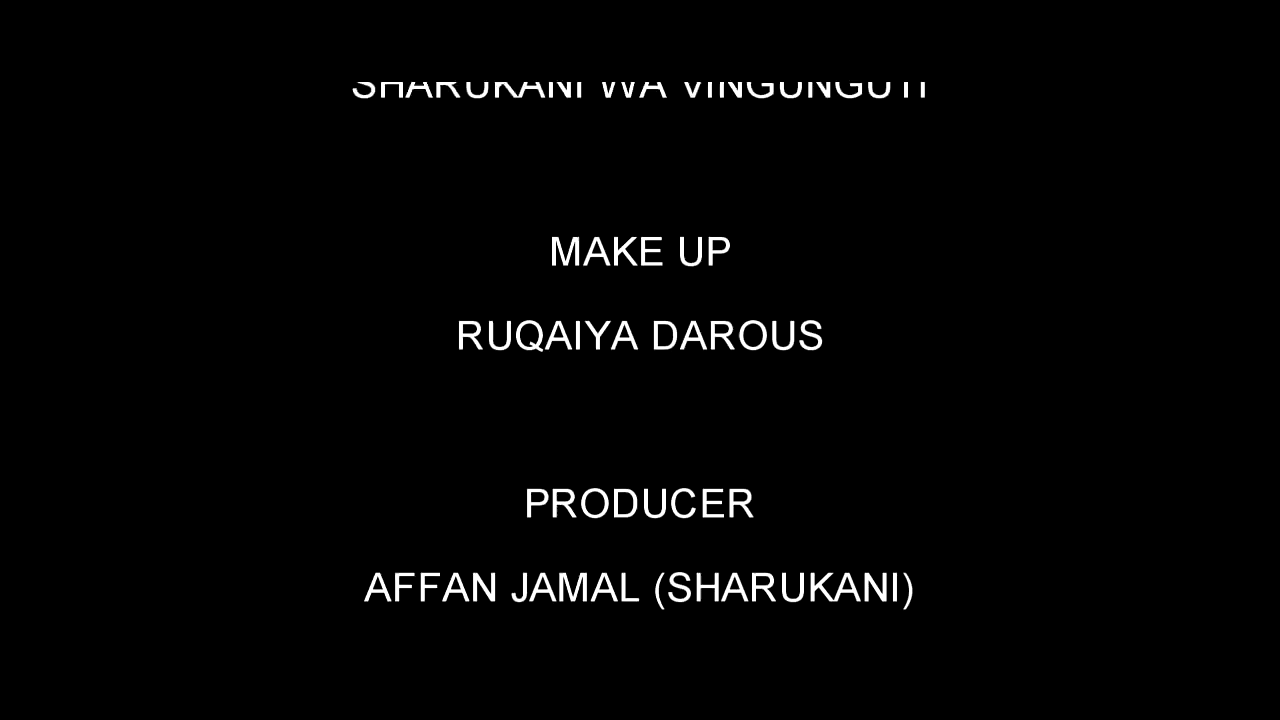 SHARUKANI WA VINGUNGUTI
MAKE UP
RUQAIYA DAROUS
PRODUCER
AFFAN JAMAL (SHARUKANI)